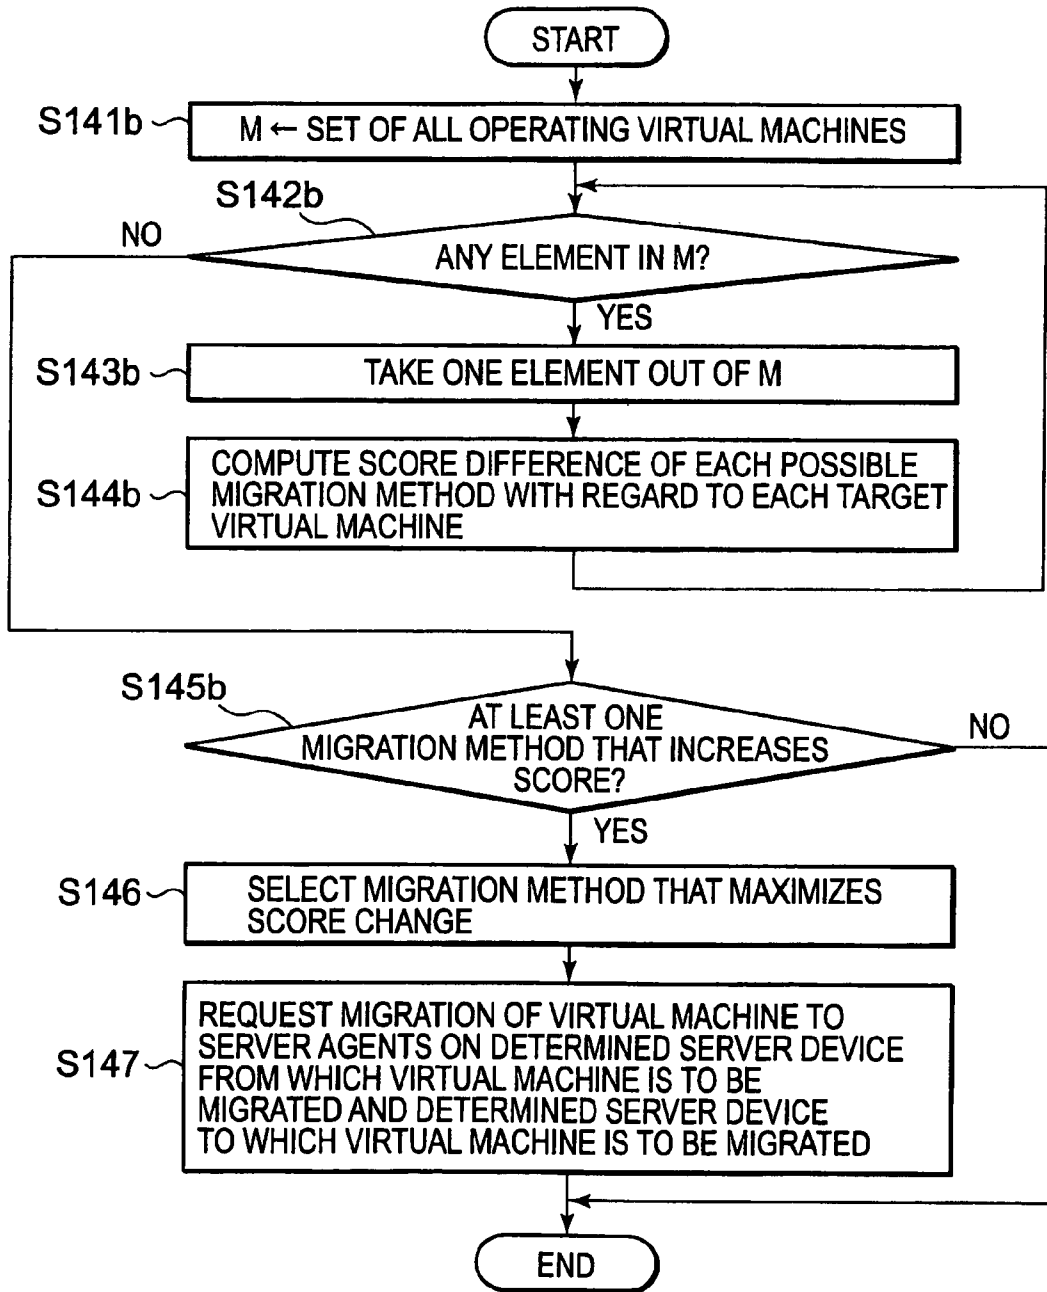 START
S141b
M ← SET OF ALL OPERATING VIRTUAL MACHINES
S142b
NO
ANY ELEMENT IN M?
YES
S143b
TAKE ONE ELEMENT OUT OF M
S144b
COMPUTE SCORE DIFFERENCE OF EACH POSSIBLE
MIGRATION METHOD WITH REGARD TO EACH TARGET
VIRTUAL MACHINE
S145b
AT LEAST ONE
MIGRATION METHOD THAT INCREASES
SCORE?
NO
YES
S146
SELECT MIGRATION METHOD THAT MAXIMIZES
SCORE CHANGE
S147
REQUEST MIGRATION OF VIRTUAL MACHINE TO
SERVER AGENTS ON DETERMINED SERVER DEVICE
FROM WHICH VIRTUAL MACHINE IS TO BE
MIGRATED AND DETERMINED SERVER DEVICE
TO WHICH VIRTUAL MACHINE IS TO BE MIGRATED
END